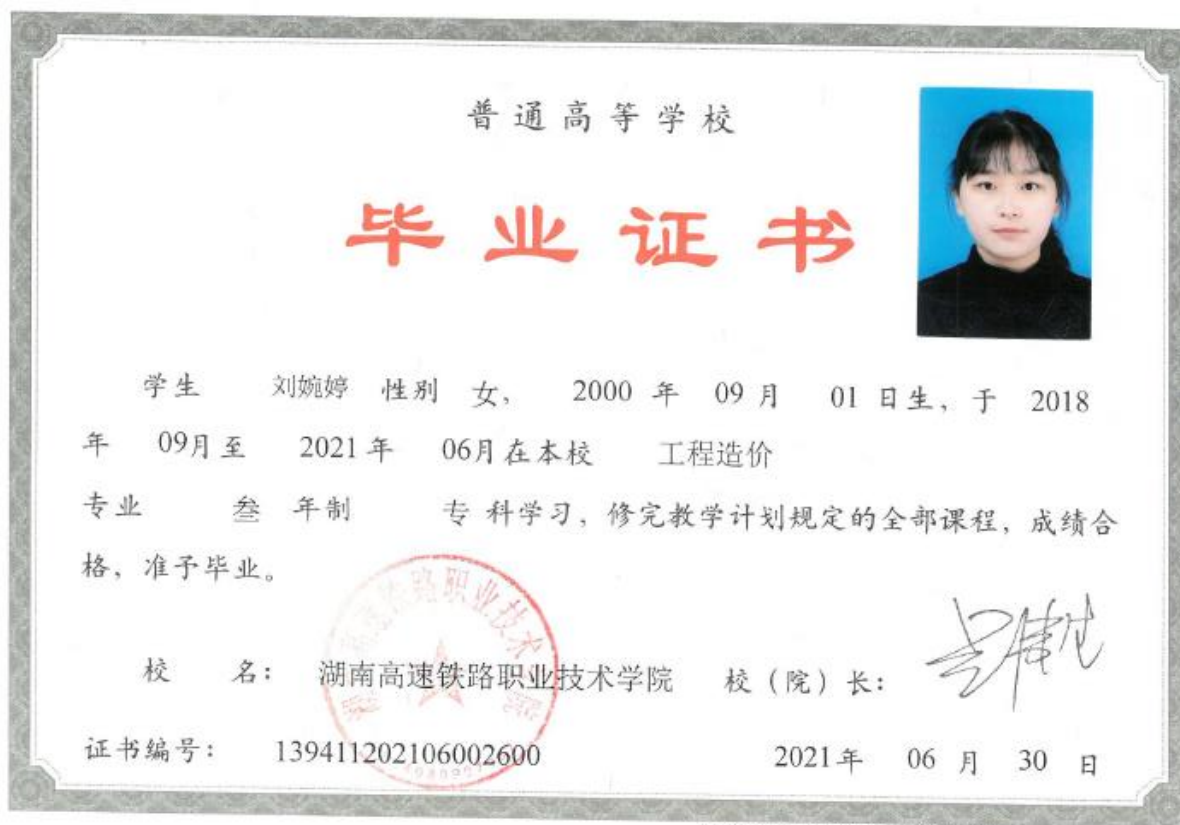 普通高等学校
毕业证书
学生 刘婉婷 性别 女， 2000 年 09 月 01 日生，于 2018
年 09月至 2021年 06月在本校 工程造价
专业 叁 年制 专 科学习，修完教学计划规定的全部课程，成绩合
格，准予毕业。
校 名： 湖南高速铁路职业技术学院 校（院）长：
证书编号： 139411202106002600 2021年 06 月 30 日